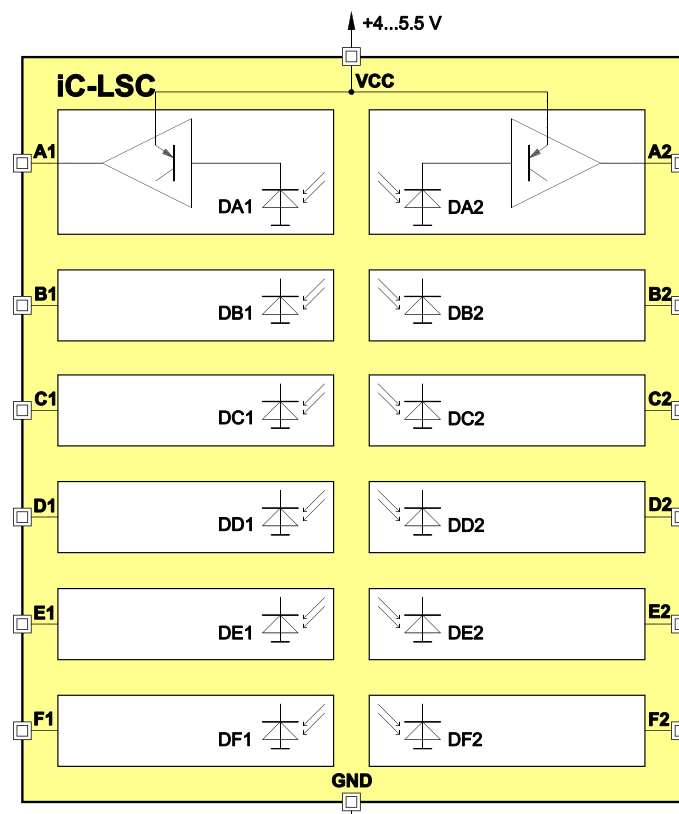 +4...5.5 V
iC-LSC
VCC
A1
A2
DA1
DA2
B1
B2
DB1
DB2
C1
C2
DC1
DC2
D1
D2
DD1
DD2
E1
E2
DE1
DE2
F1
F2
DF1
DF2
GND